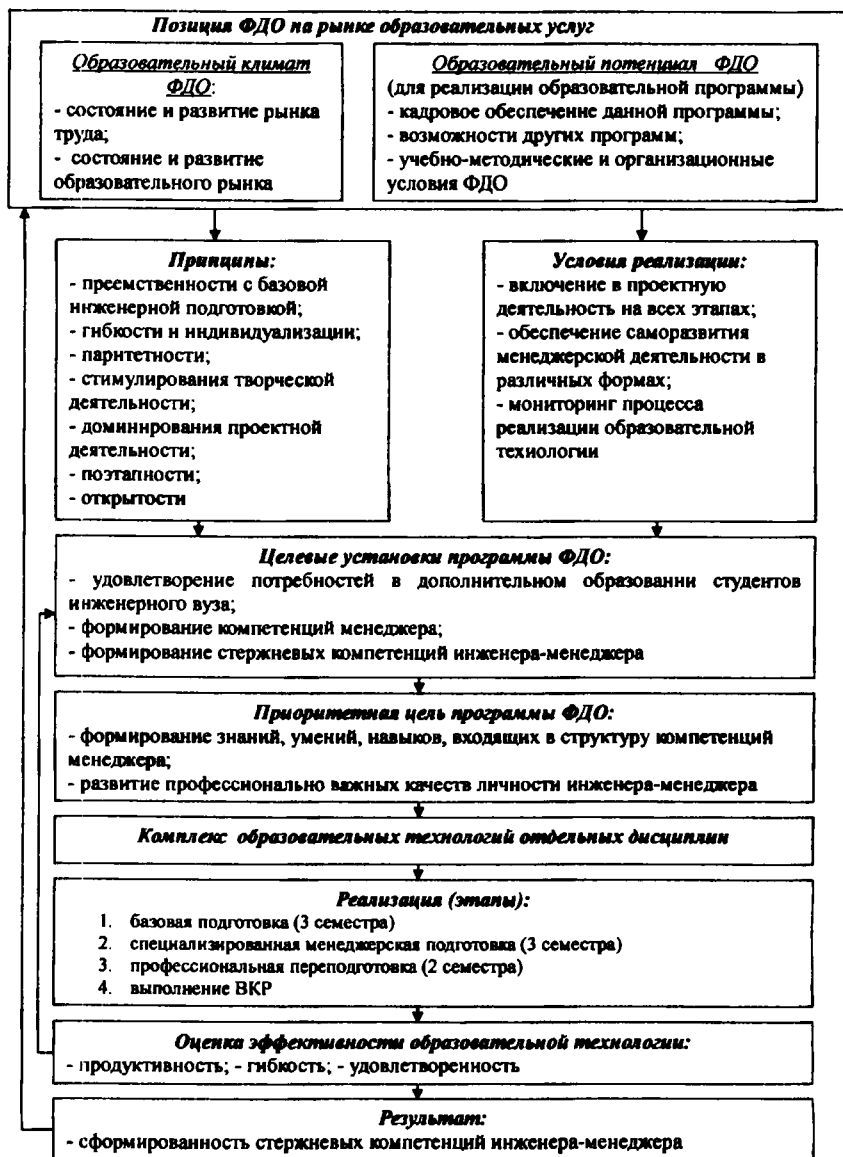 Позиция ФДО на рынке образовательных услуг
Образовательный климат
ФДО:
- состояние и развитие рынка
труда;
- состояние и развитие
образовательного рынка
Образовательный потенциал ФДО
(для реализации образовательной программы)
- кадровое обеспечение данной программы;
- возможности других программ;
- учебно-методические и организационные
условия ФДО
Принципы:
- преемственности с базовой
инженерной подготовкой;
- гибкости и индивидуализации;
- паритетности;
- стимулирования творческой
деятельности;
- доминирования проектной
деятельности;
- поэтапности;
- открытости
Условия реализации:
- включение в проектную
деятельность на всех этапах;
- обеспечение саморазвития
менеджерской деятельности в
различных формах;
- мониторинг процесса
реализации образовательной
технологии
Целевые установки программы ФДО:
- удовлетворение потребностей в дополнительном образовании студентов
инженерного вуза;
- формирование компетенций менеджера;
- формирование стержневых компетенций инженера-менеджера
Приоритетная цель программы ФДО:
- формирование знаний, умений, навыков, входящих в структуру компетенций
менеджера;
- развитие профессионально важных качеств личности инженера-менеджера
Комплекс образовательных технологий отдельных дисциплин
Реализация (этапы):
1. базовая подготовка (3 семестра)
2. специализированная менеджерская подготовка (3 семестра)
3. профессиональная переподготовка (2 семестра)
4. выполнение ВКР
Оценка эффективности образовательной технологии:
- продуктивность; - гибкость; - удовлетворенность
Результат:
- сформированность стержневых компетенций инженера-менеджера